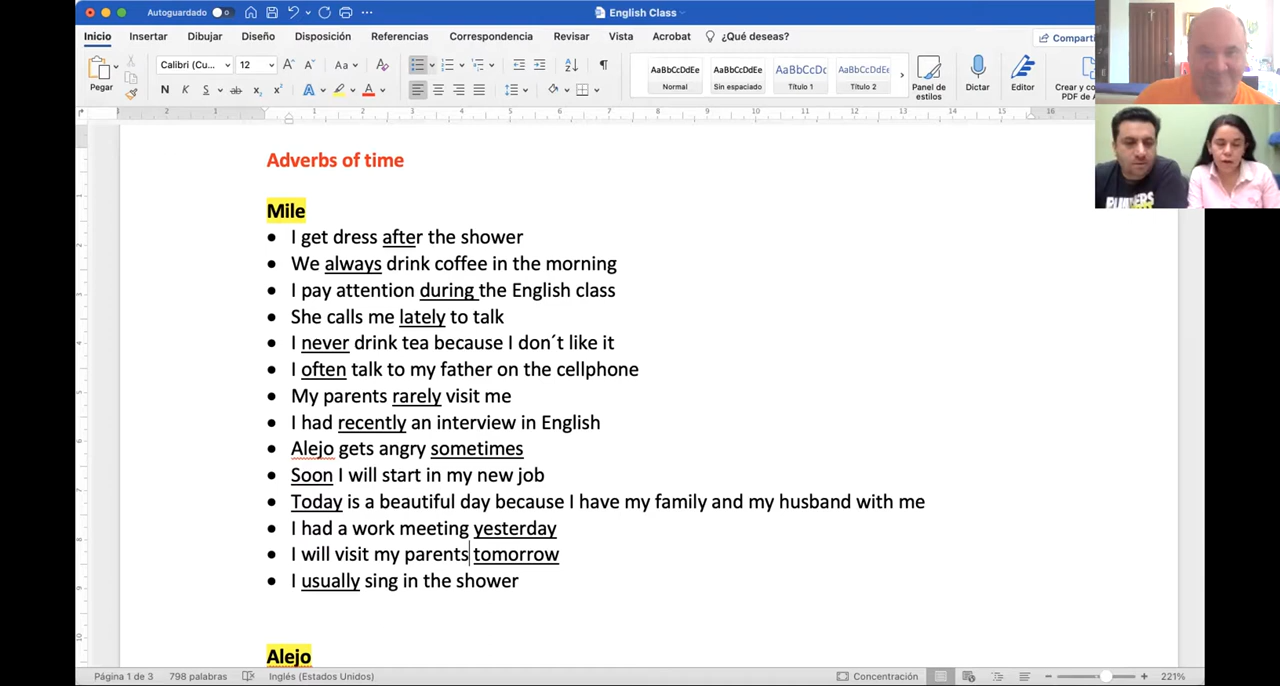 Autoguardado
English Class
Inicio Insertar Dibujar Diseño Disposición Referencias Correspondencia Revisar Vista Acrobat ¿Qué deseas?
Pegar
Calibri (Cu... 12
N K S ab
AaBbCcDdEe AaBbCcDdEe AaBbCcDc AaBbCcDdEe
Normal Sin espaciado Título 1 Título 2
Panel de estilos
Dictar
Editor
Adverbs of time
Mile
• I get dress after the shower
• We always drink coffee in the morning
• I pay attention during the English class
• She calls me lately to talk
• I never drink tea because I don´t like it
• I often talk to my father on the cellphone
• My parents rarely visit me
• I had recently an interview in English
• Alejo gets angry sometimes
• Soon I will start in my new job
• Today is a beautiful day because I have my family and my husband with me
• I had a work meeting yesterday
• I will visit my parents tomorrow
• I usually sing in the shower
Alejo
Página 1 de 3 798 palabras Inglés (Estados Unidos) Concentración 221%